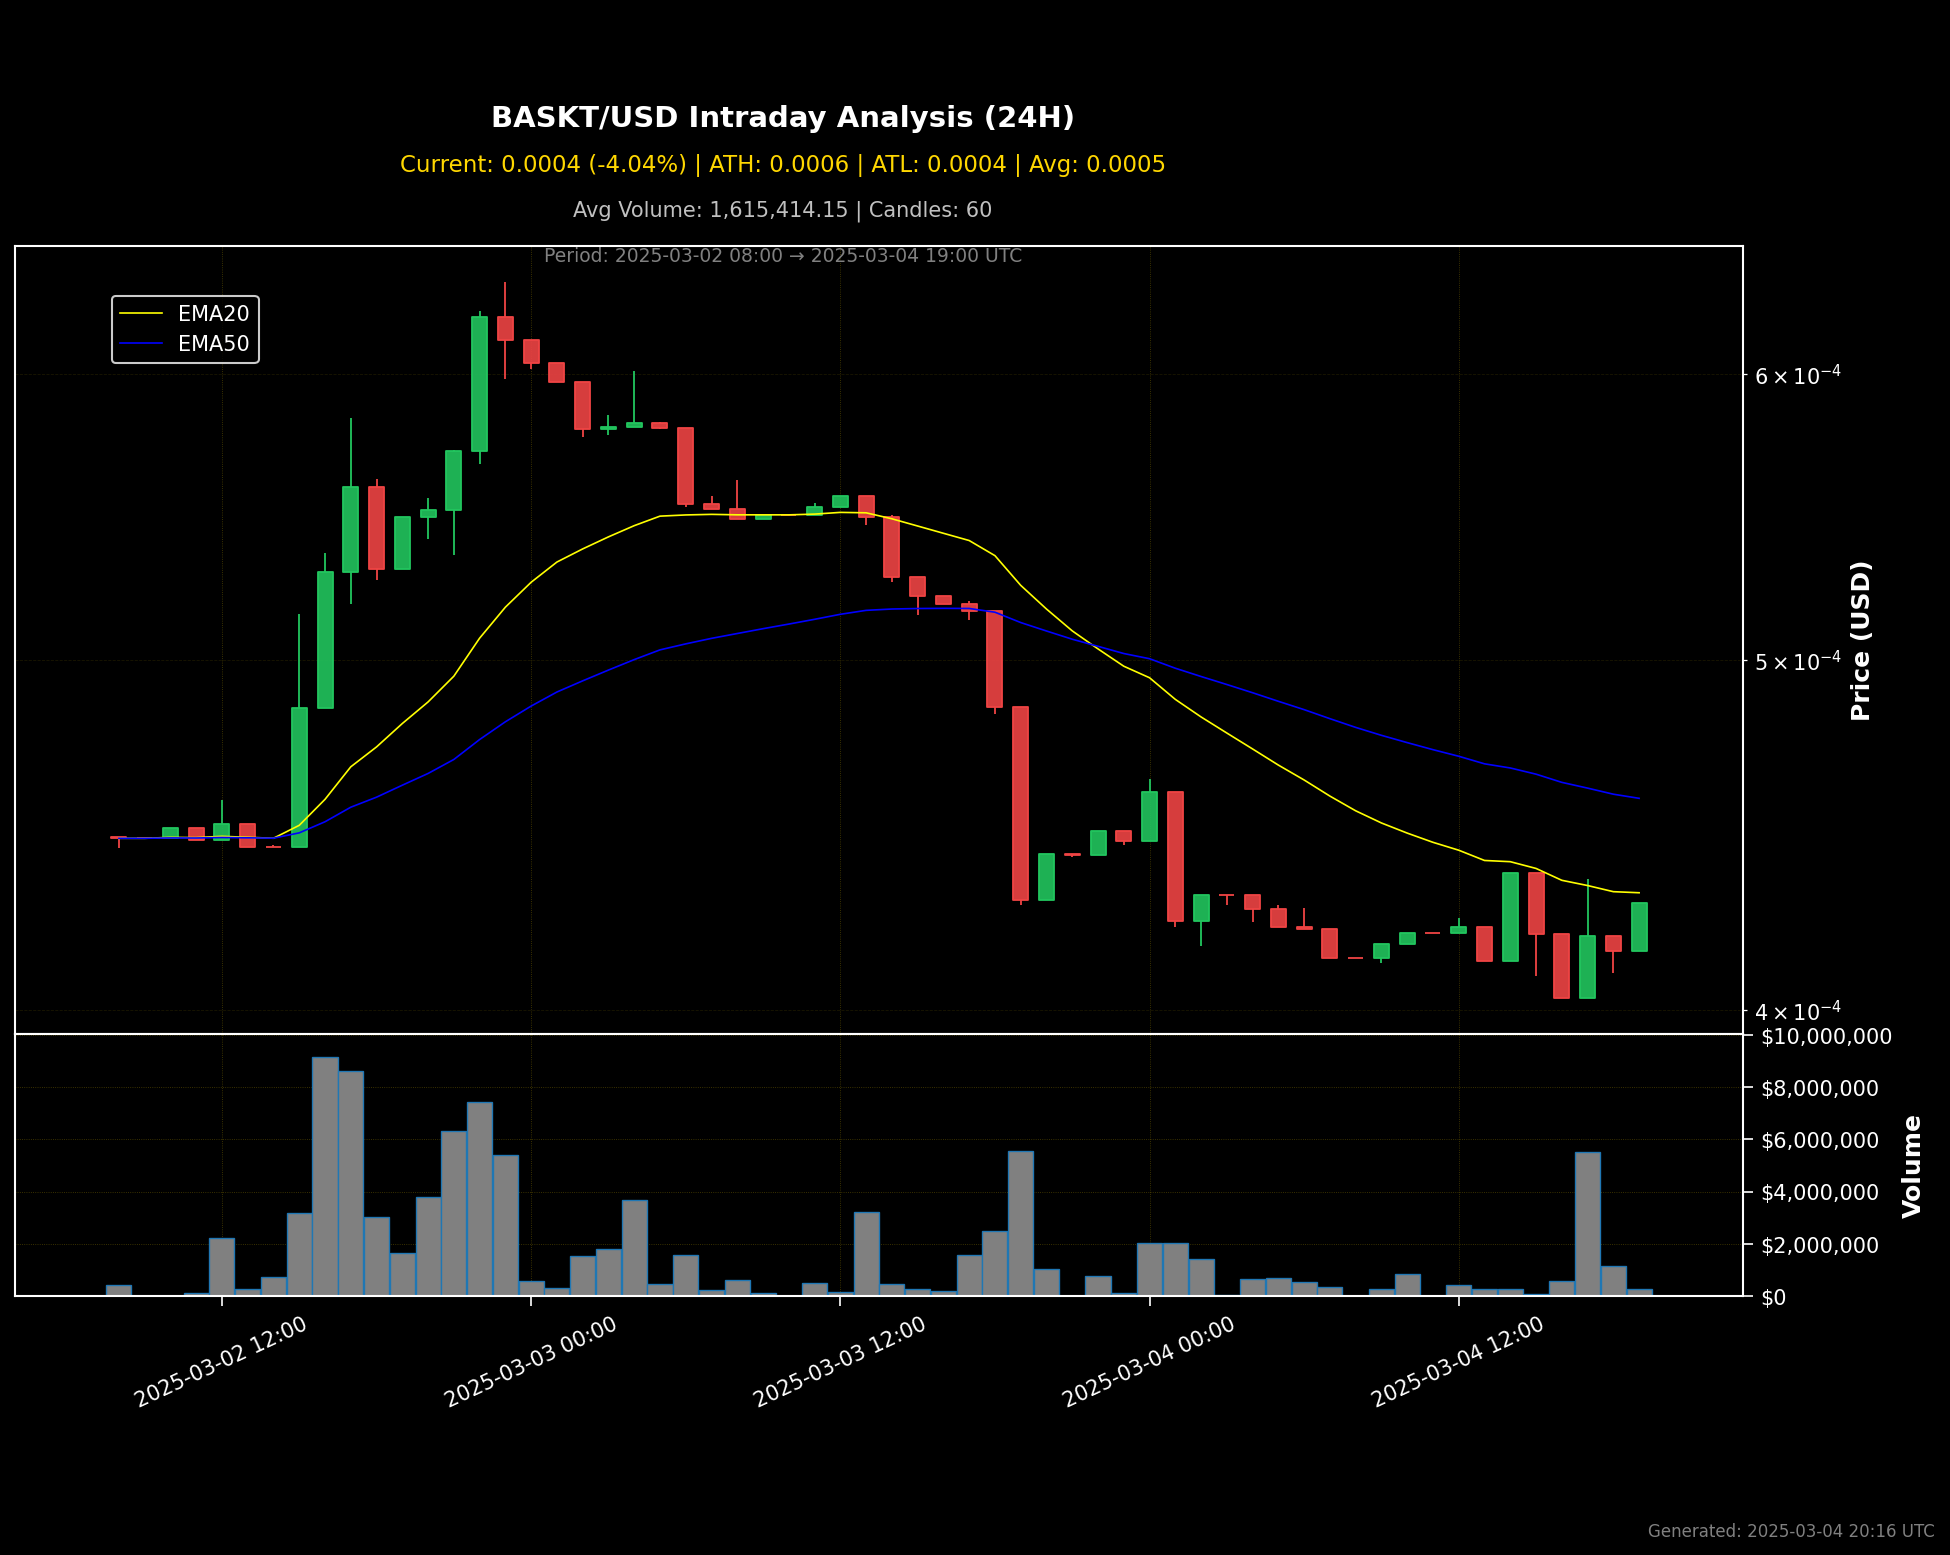 BASKT/USD Intraday Analysis (24H)
Current: 0.0004 (-4.04%) | ATH: 0.0006 | ATL: 0.0004 | Avg: 0.0005
Avg Volume: 1,615,414.15 | Candles: 60
Period: 2025-03-02 08:00 → 2025-03-04 19:00 UTC
EMA20
EMA50
6 × 10⁻⁴
5 × 10⁻⁴
4 × 10⁻⁴
Price (USD)
$10,000,000
$8,000,000
$6,000,000
$4,000,000
$2,000,000
$0
Volume
2025-03-02 12:00
2025-03-03 00:00
2025-03-03 12:00
2025-03-04 00:00
2025-03-04 12:00
Generated: 2025-03-04 20:16 UTC